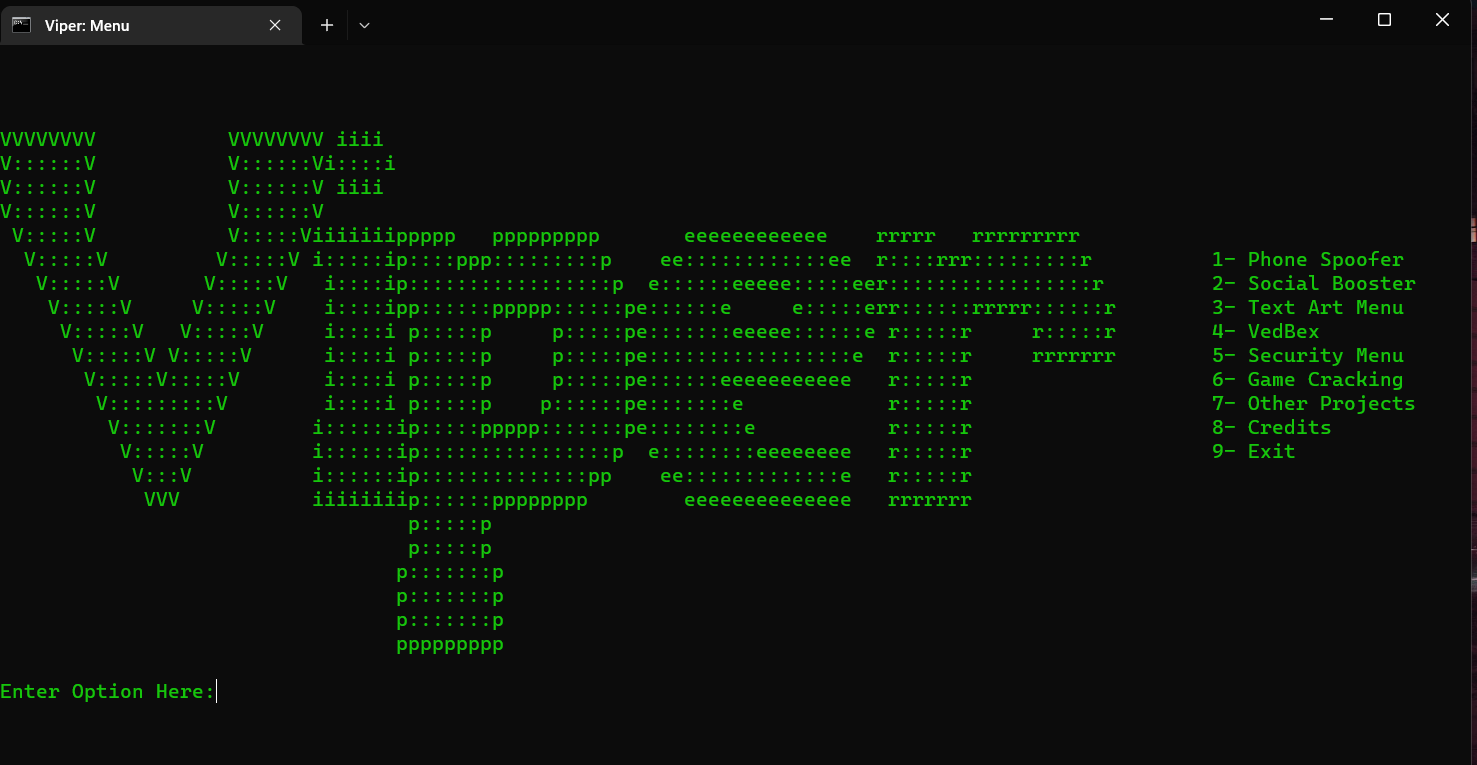 Viper: Menu
VVVVVVVV           VVVVVVVV iiii
V::::::V           V::::::Vi::::i
V::::::V           V::::::V iiii
V::::::V           V::::::V
 V:::::V           V:::::Viiiiiiippppp   ppppppppp       eeeeeeeeeeee    rrrrr   rrrrrrrrr
  V:::::V         V:::::V i:::::ip::::ppp:::::::::p    ee::::::::::::ee  r::::rrr:::::::::r          1- Phone Spoofer
   V:::::V       V:::::V   i::::ip:::::::::::::::::p  e::::::eeeee:::::eer:::::::::::::::::r         2- Social Booster
    V:::::V     V:::::V    i::::ipp::::::ppppp::::::pe::::::e     e:::::err::::::rrrrr::::::r        3- Text Art Menu
     V:::::V   V:::::V     i::::i p:::::p     p:::::pe:::::::eeeee::::::e r:::::r     r:::::r        4- VedBex
      V:::::V V:::::V      i::::i p:::::p     p:::::pe:::::::::::::::::e  r:::::r     rrrrrrr        5- Security Menu
       V:::::V:::::V       i::::i p:::::p     p:::::pe::::::eeeeeeeeeee   r:::::r                    6- Game Cracking
        V:::::::::V        i::::i p:::::p    p::::::pe:::::::e            r:::::r                    7- Other Projects
         V:::::::V        i::::::ip:::::ppppp:::::::pe::::::::e           r:::::r                    8- Credits
          V:::::V         i::::::ip::::::::::::::::p  e::::::::eeeeeeee   r:::::r                    9- Exit
           V:::V          i::::::ip::::::::::::::pp    ee:::::::::::::e   r:::::r
            VVV           iiiiiiiip::::::pppppppp        eeeeeeeeeeeeee   rrrrrrr
                                  p:::::p
                                  p:::::p
                                 p:::::::p
                                 p:::::::p
                                 p:::::::p
                                 ppppppppp
Enter Option Here: